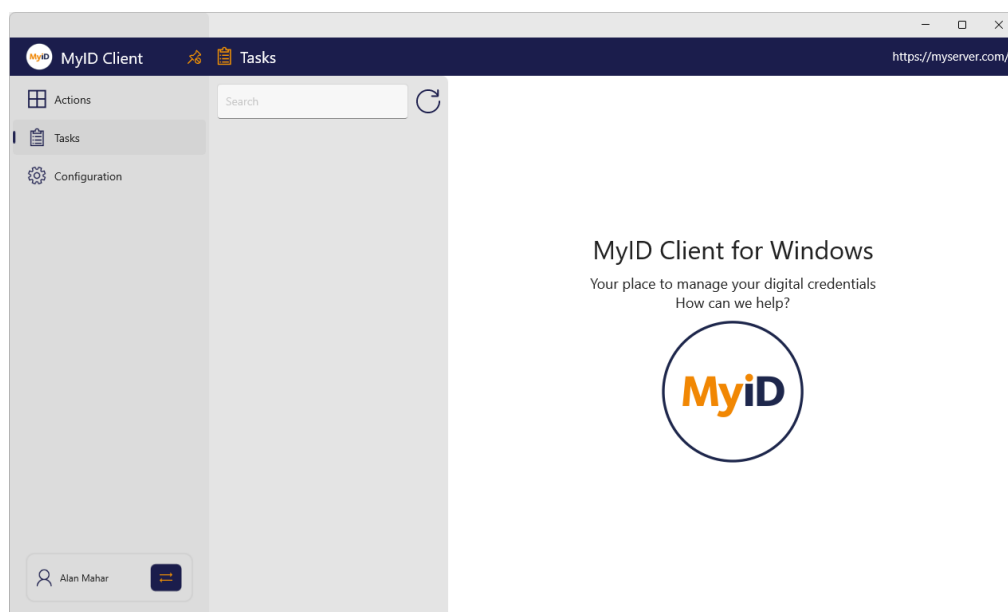 MyiD MyID Client
Tasks
https://myserver.com/
Actions
Tasks
Configuration
Search
MyID Client for Windows
Your place to manage your digital credentials
How can we help?
MyiD
Alan Mahar